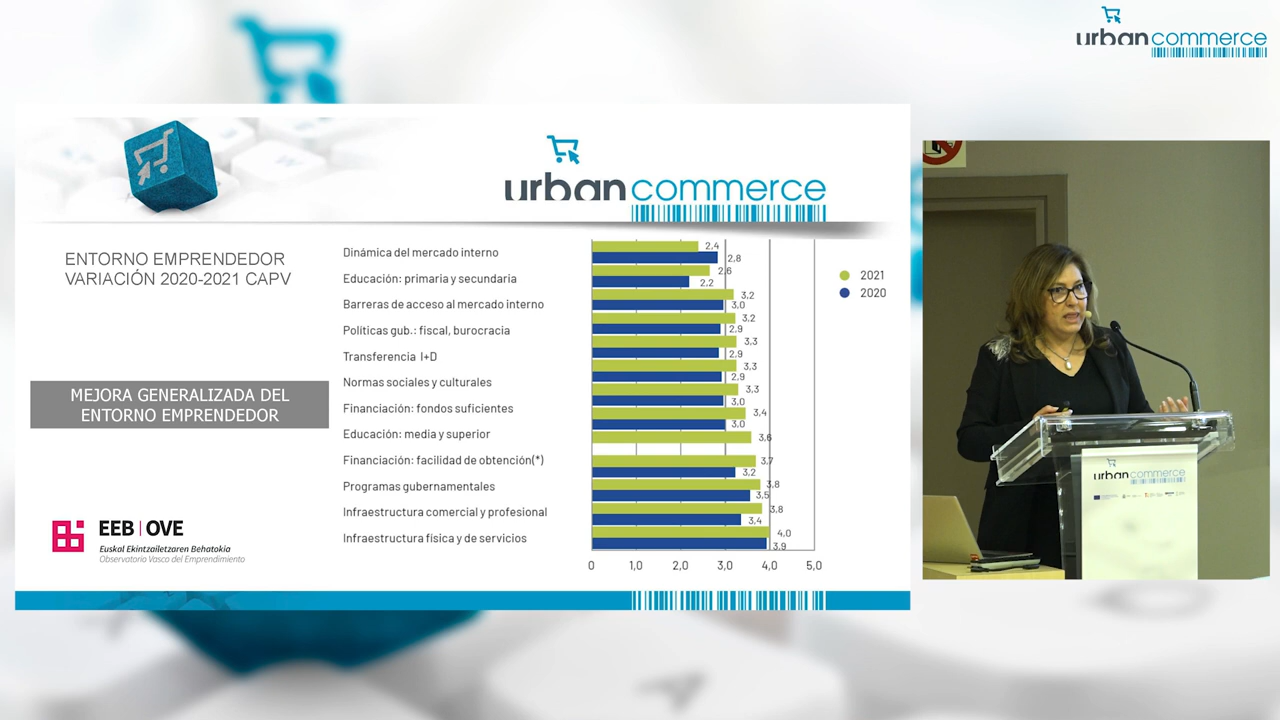 urbancommerce
urbancommerce
ENTORNO EMPRENDEDOR
VARIACIÓN 2020-2021 CAPV
MEJORA GENERALIZADA DEL
ENTORNO EMPRENDEDOR
EEB | OVE
Euskal Ekintzailetzaren Behatokia
Observatorio Vasco del Emprendimiento
Dinámica del mercado interno
Educación: primaria y secundaria
Barreras de acceso al mercado interno
Políticas gub.: fiscal, burocracia
Transferencia I+D
Normas sociales y culturales
Financiación: fondos suficientes
Educación: media y superior
Financiación: facilidad de obtención(*)
Programas gubernamentales
Infraestructura comercial y profesional
Infraestructura física y de servicios
2,4
2,8
2,6
2,2
3,2
3,0
3,2
2,9
3,3
2,9
3,3
2,9
3,3
3,0
3,4
3,0
3,6
3,7
3,2
3,8
3,5
3,8
3,4
4,0
3,9
0 1,0 2,0 3,0 4,0 5,0
2021
2020
urbancommerce